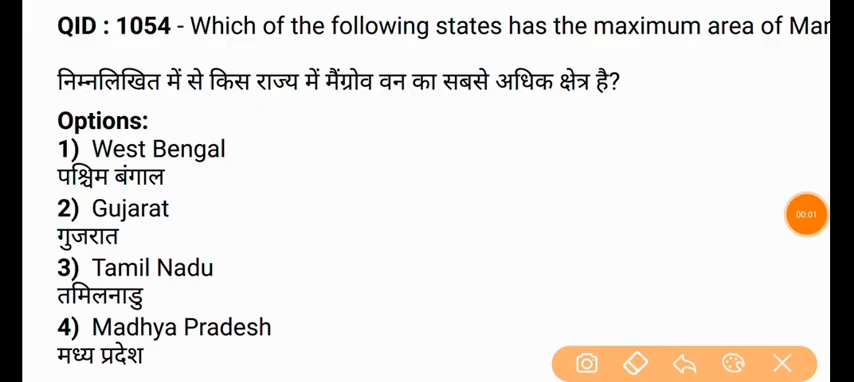 QID : 1054 - Which of the following states has the maximum area of
निम्नलिखित में से किस राज्य में मैंग्रोव वन का सबसे अधिक क्षेत्र है?
Options:
1) West Bengal
पश्चिम बंगाल
2) Gujarat
गुजरात
3) Tamil Nadu
तमिलनाडु
4) Madhya Pradesh
मध्य प्रदेश
00:01